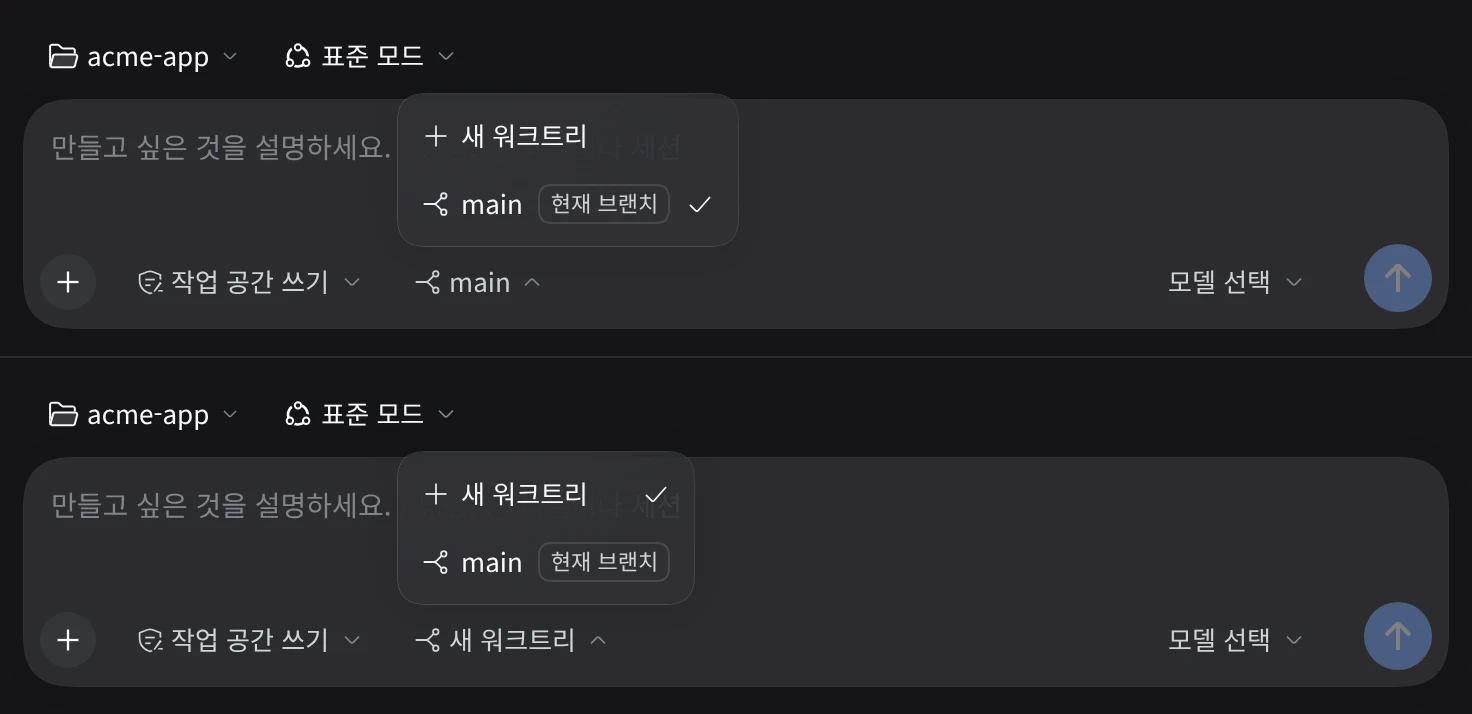 acme-app 표준 모드
새 워크트리
만들고 싶은 것을 설명하세요. 세션
main 현재 브랜치
작업 공간 쓰기 main 모델 선택
acme-app 표준 모드
새 워크트리
만들고 싶은 것을 설명하세요. 세션
main 현재 브랜치
작업 공간 쓰기 새 워크트리 모델 선택